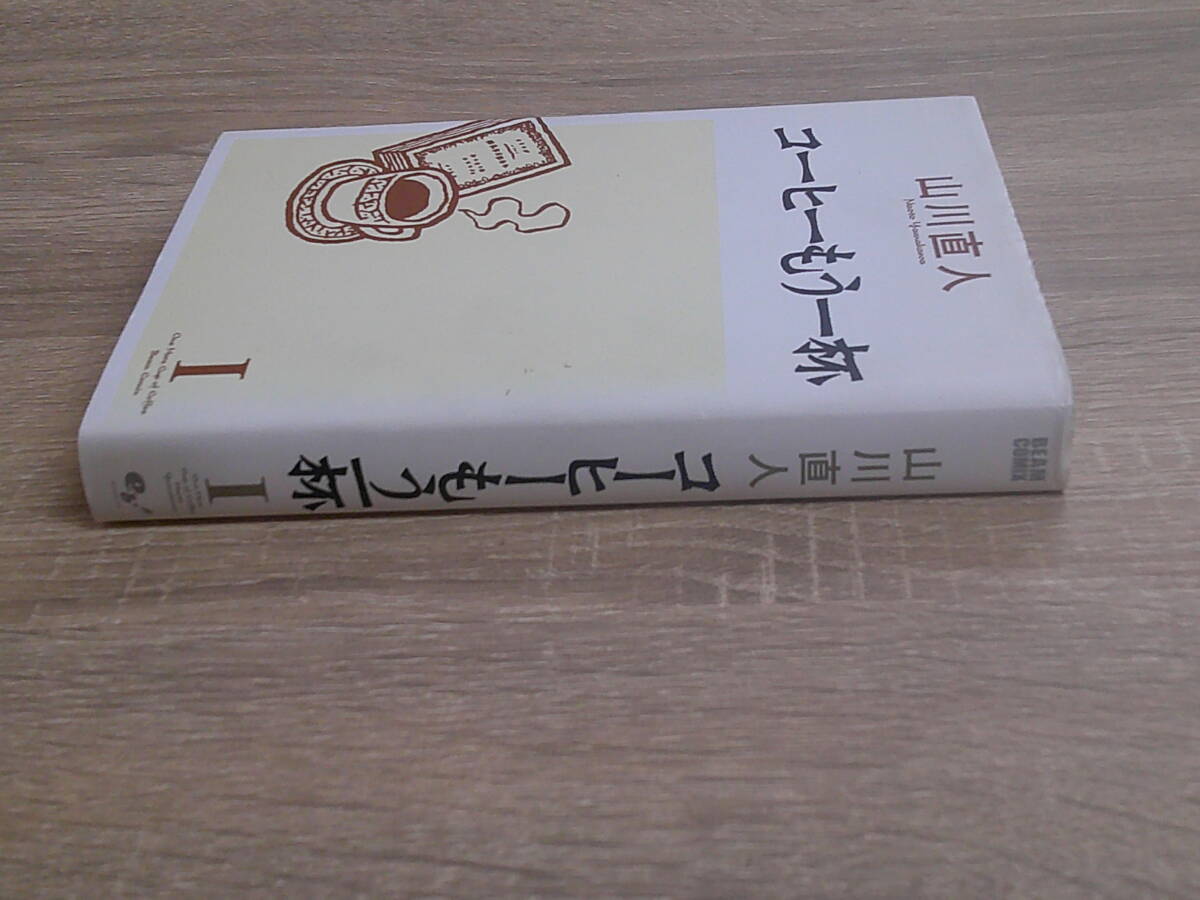 山川直人
Naoto Yamakawa
コーヒーもう一杯
I
One More Cup of Coffee
Beam Comix
BEAM
COMIX
山川直人
コーヒーもう一杯
I